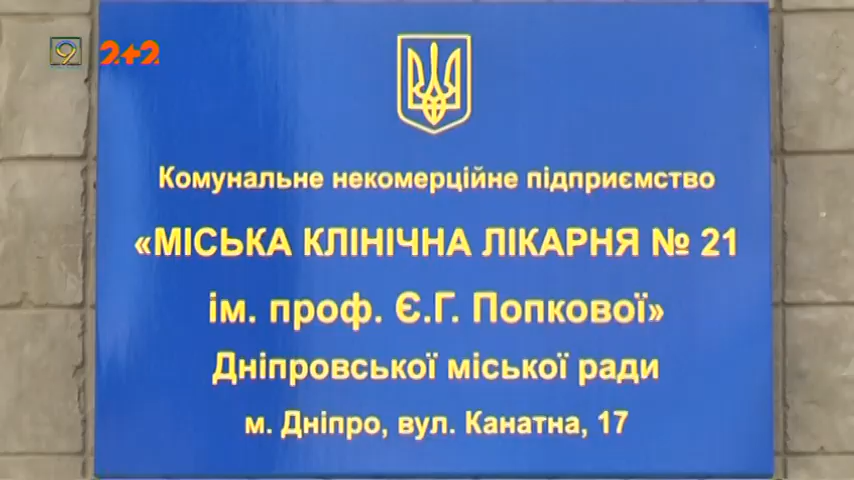 9 2+2
Комунальне некомерційне підприємство
«МІСЬКА КЛІНІЧНА ЛІКАРНЯ № 21
ім. проф. Є.Г. Попкової»
Дніпровської міської ради
м. Дніпро, вул. Канатна, 17